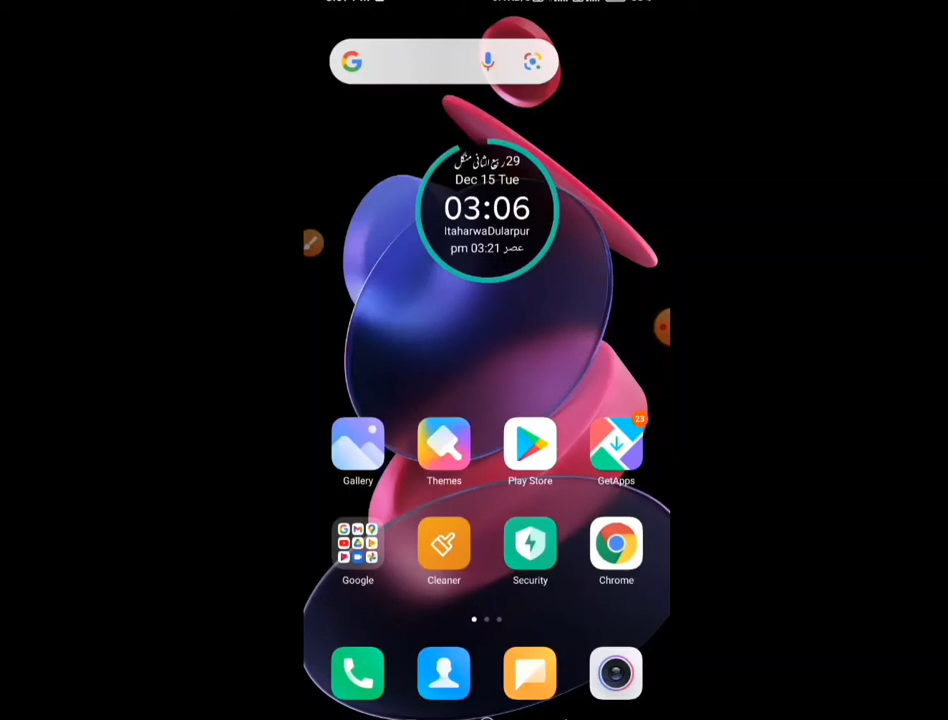 29 ربیع الثانی منگل
Dec 15 Tue
03:06
ItaharwaDularpur
عصر 03:21 pm
23
Gallery
Themes
Play Store
GetApps
Google
Cleaner
Security
Chrome